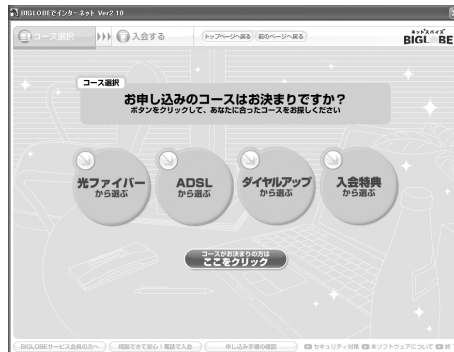 BIGLOBEでインターネット Ver2.10
コース選択 入会する トップページへ戻る 前のページへ戻る
BIGLOBE
コース選択
お申し込みのコースはお決まりですか？
ボタンをクリックして、あなたに合ったコースをお探しください
光ファイバー から選ぶ
ADSL から選ぶ
ダイヤルアップ から選ぶ
入会特典 から選ぶ
コースがお決まりの方は
ここをクリック
BIGLOBEサービス会員の方へ 相談できて安心！電話で入会 申し込み手順の確認 セキュリティ対策 本ソフトウェアについて 終